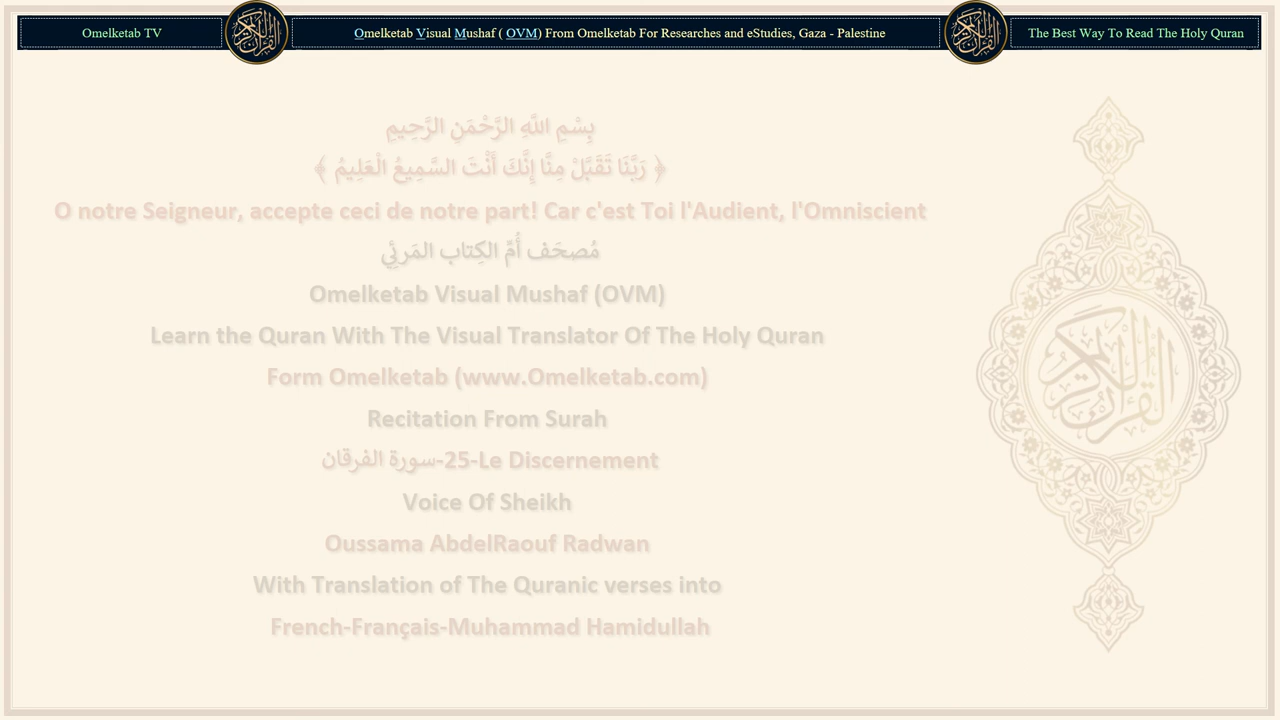 Omelketab TV
Omelketab Visual Mushaf ( OVM) From Omelketab For Researches and eStudies, Gaza - Palestine
The Best Way To Read The Holy Quran
بِسْمِ اللَّهِ الرَّحْمَنِ الرَّحِيمِ
﴿ رَبَّنَا تَقَبَّلْ مِنَّا إِنَّكَ أَنْتَ السَّمِيعُ الْعَلِيمُ ﴾
O notre Seigneur, accepte ceci de notre part! Car c'est Toi l'Audient, l'Omniscient
مُصحَف أُمِّ الكِتاب المَرئِي
Omelketab Visual Mushaf (OVM)
Learn the Quran With The Visual Translator Of The Holy Quran
Form Omelketab (www.Omelketab.com)
Recitation From Surah
سورة الفرقان-25-Le Discernement
Voice Of Sheikh
Oussama AbdelRaouf Radwan
With Translation of The Quranic verses into
French-Français-Muhammad Hamidullah
القرآن الكريم